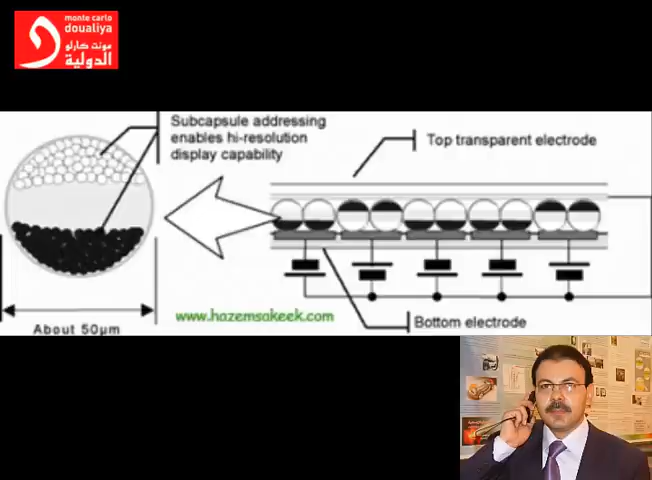 monte carlo
doualiya
مونت كارلو
الدولية
Subcapsule addressing
enables hi-resolution
display capability
Top transparent electrode
www.hazemsakeek.com
Bottom electrode
About 50µm